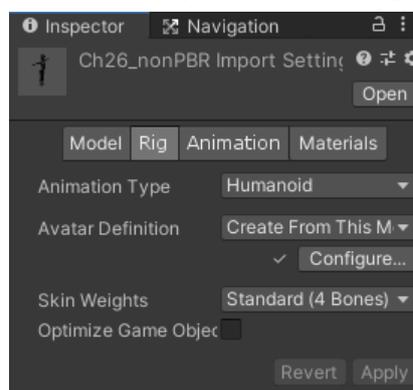 Inspector Navigation
Ch26_nonPBR Import Setting
Open
Model Rig Animation Materials
Animation Type Humanoid
Avatar Definition Create From This M
Configure...
Skin Weights Standard (4 Bones)
Optimize Game Objec
Revert Apply